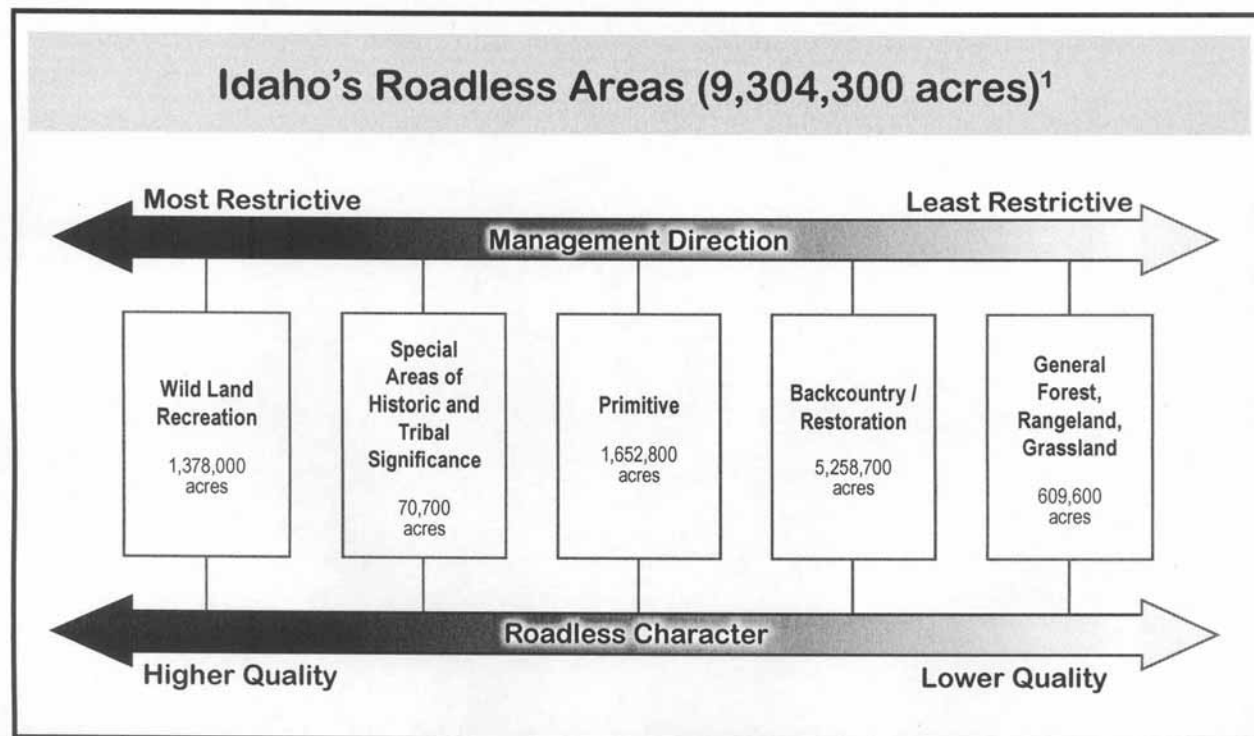 Idaho's Roadless Areas (9,304,300 acres)¹
Most Restrictive
Least Restrictive
Management Direction
Wild Land
Recreation
1,378,000
acres
Special
Areas of
Historic and
Tribal
Significance
70,700
acres
Primitive
1,652,800
acres
Backcountry /
Restoration
5,258,700
acres
General
Forest,
Rangeland,
Grassland
609,600
acres
Roadless Character
Higher Quality
Lower Quality